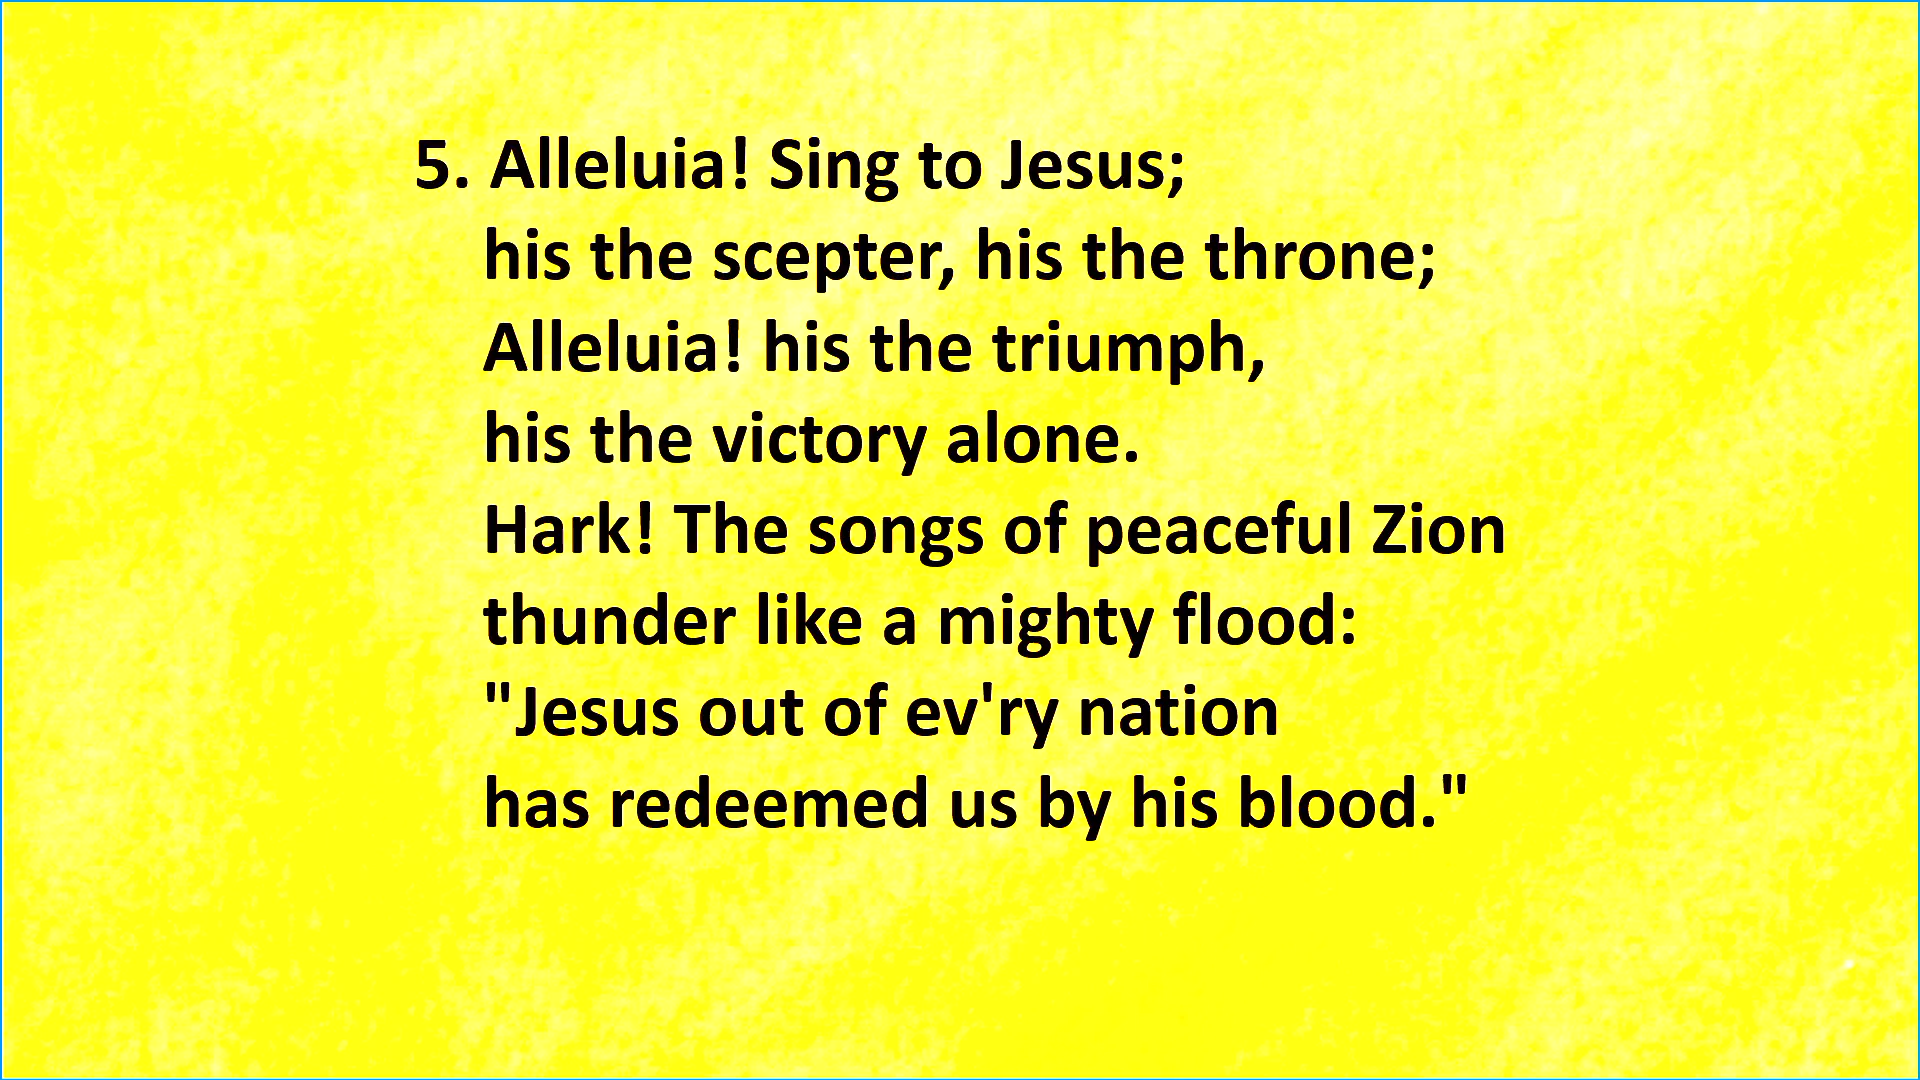 5. Alleluia! Sing to Jesus;
his the scepter, his the throne;
Alleluia! his the triumph,
his the victory alone.
Hark! The songs of peaceful Zion
thunder like a mighty flood:
"Jesus out of ev'ry nation
has redeemed us by his blood."